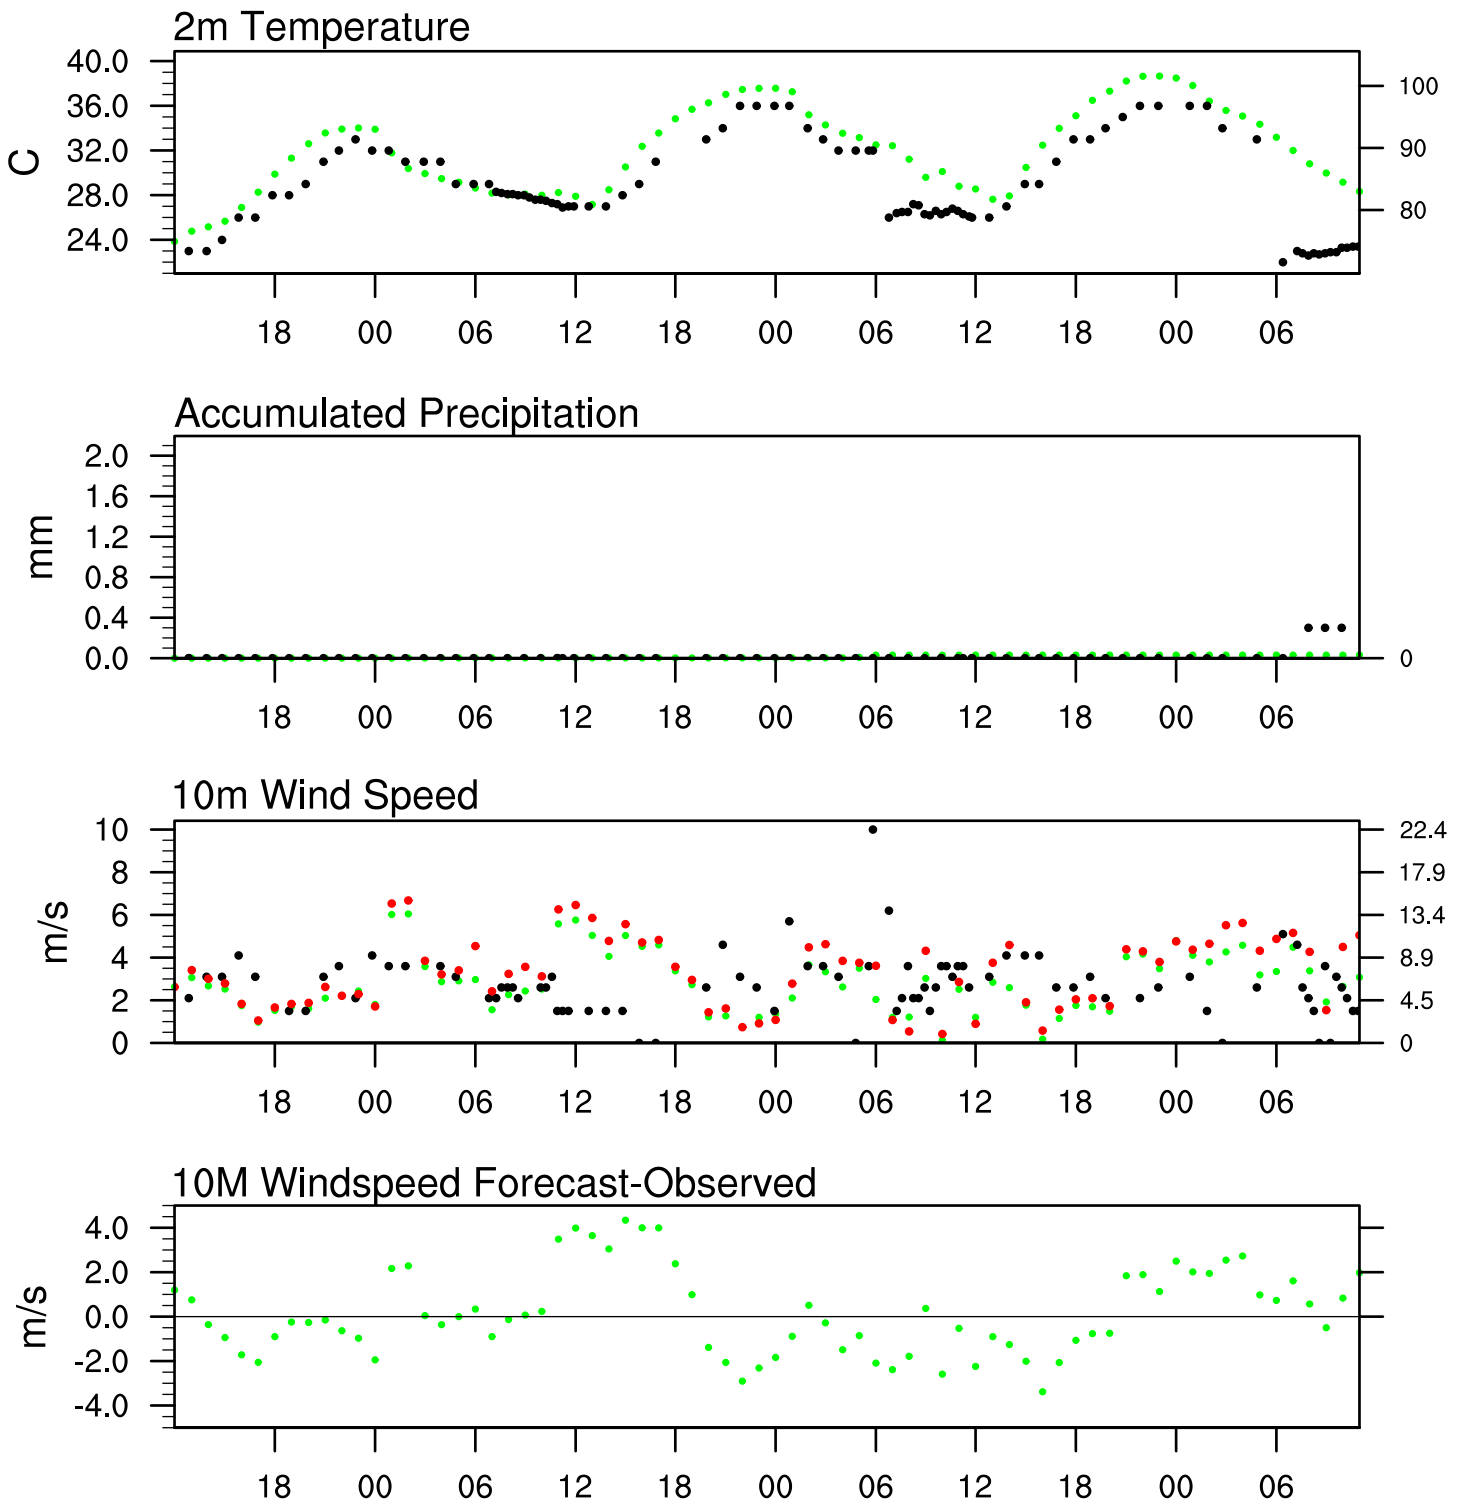 2m Temperature
40.0
36.0
32.0
28.0
24.0
C
100
90
80
18 00 06 12 18 00 06 12 18 00 06
Accumulated Precipitation
2.0
1.6
1.2
0.8
0.4
0.0
mm
0
18 00 06 12 18 00 06 12 18 00 06
10m Wind Speed
10
8
6
4
2
0
m/s
22.4
17.9
13.4
8.9
4.5
0
18 00 06 12 18 00 06 12 18 00 06
10M Windspeed Forecast-Observed
4.0
2.0
0.0
-2.0
-4.0
m/s
18 00 06 12 18 00 06 12 18 00 06